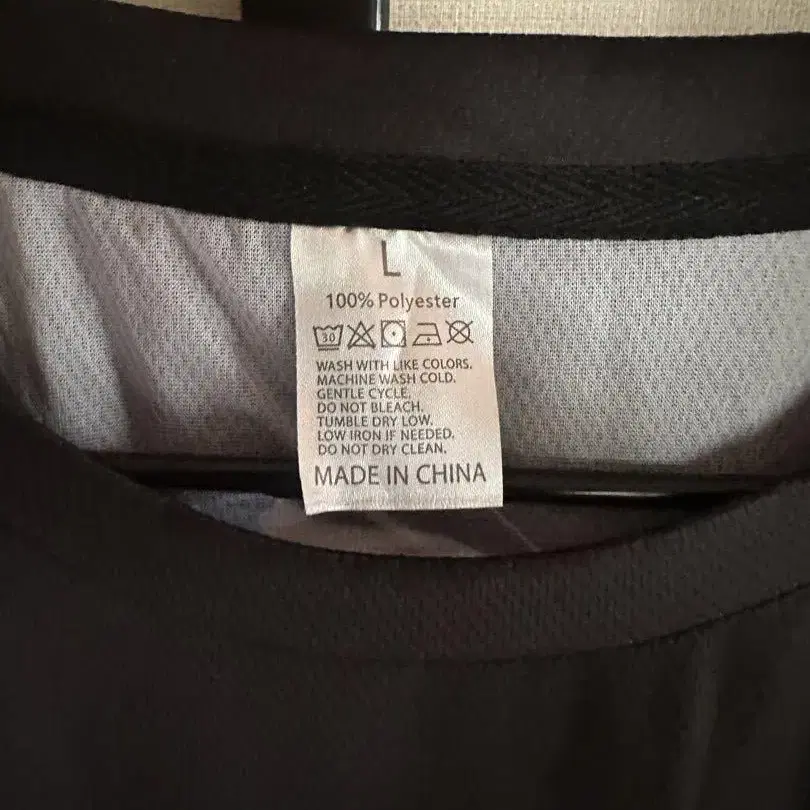 L
100% Polyester
30
WASH WITH LIKE COLORS.
MACHINE WASH COLD.
GENTLE CYCLE.
DO NOT BLEACH.
TUMBLE DRY LOW.
LOW IRON IF NEEDED.
DO NOT DRY CLEAN.
MADE IN CHINA